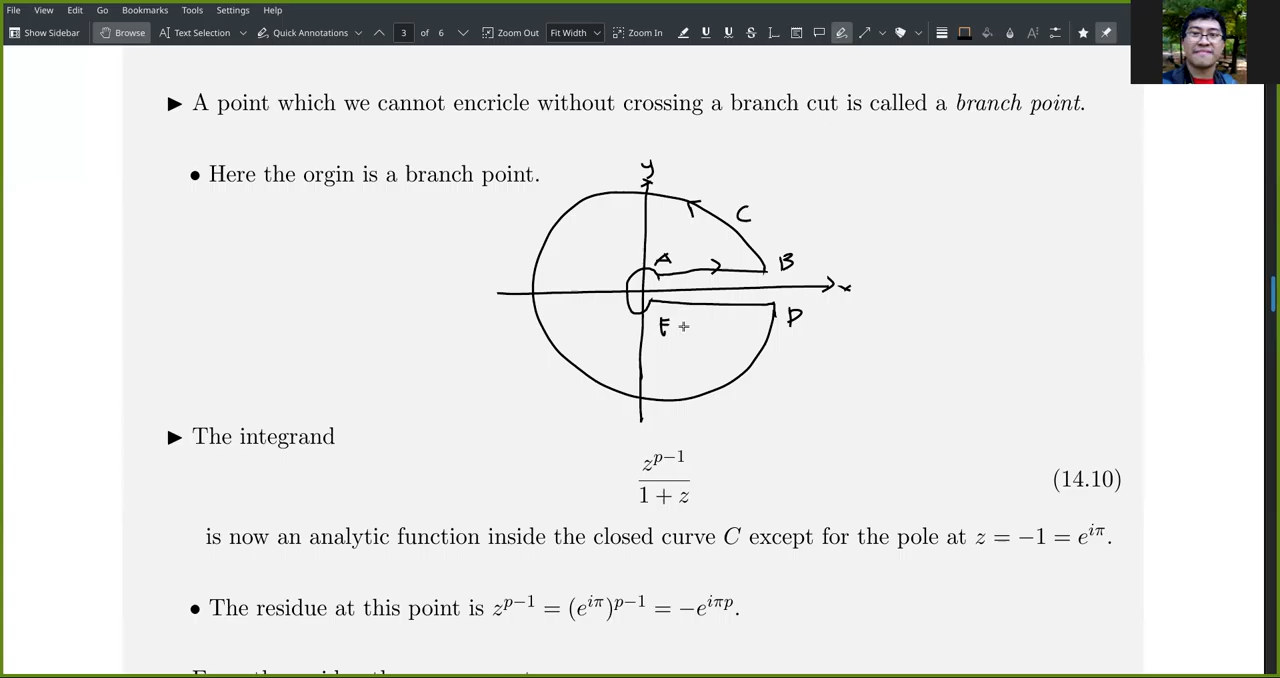 File View Edit Go Bookmarks Tools Settings Help
Show Sidebar Browse Text Selection Quick Annotations 3 of 6 Zoom Out Fit Width Zoom In
▶ A point which we cannot encricle without crossing a branch cut is called a branch point.
• Here the orgin is a branch point.
y
C
A B
x
E D
▶ The integrand
z^{p−1}
1 + z
(14.10)
is now an analytic function inside the closed curve C except for the pole at z = −1 = e^{iπ}.
• The residue at this point is z^{p−1} = (e^{iπ})^{p−1} = −e^{iπp}.